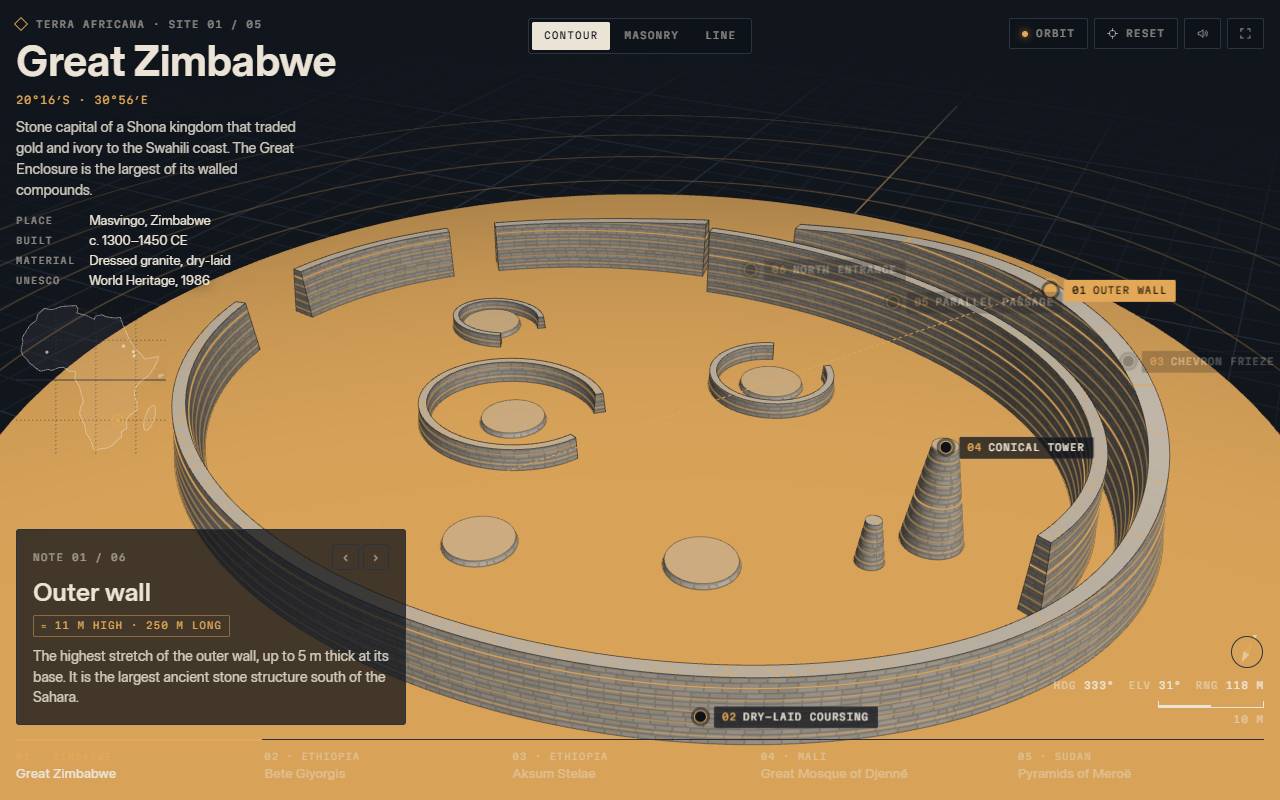 TERRA AFRICANA · SITE 01 / 05
Great Zimbabwe
20°16′S · 30°56′E
Stone capital of a Shona kingdom that traded
gold and ivory to the Swahili coast. The Great
Enclosure is the largest of its walled
compounds.
PLACE Masvingo, Zimbabwe
BUILT c. 1300–1450 CE
MATERIAL Dressed granite, dry-laid
UNESCO World Heritage, 1986
CONTOUR MASONRY LINE
ORBIT RESET
06 NORTH ENTRANCE
01 OUTER WALL
05 PARALLEL PASSAGE
03 CHEVRON FRIEZE
04 CONICAL TOWER
02 DRY-LAID COURSING
NOTE 01 / 06
Outer wall
≈ 11 M HIGH · 250 M LONG
The highest stretch of the outer wall, up to 5 m thick at its
base. It is the largest ancient stone structure south of the
Sahara.
HDG 333° ELV 31° RNG 118 M
10 M
01 · ZIMBABWE
Great Zimbabwe
02 · ETHIOPIA
Bete Giyorgis
03 · ETHIOPIA
Aksum Stelae
04 · MALI
Great Mosque of Djenné
05 · SUDAN
Pyramids of Meroë